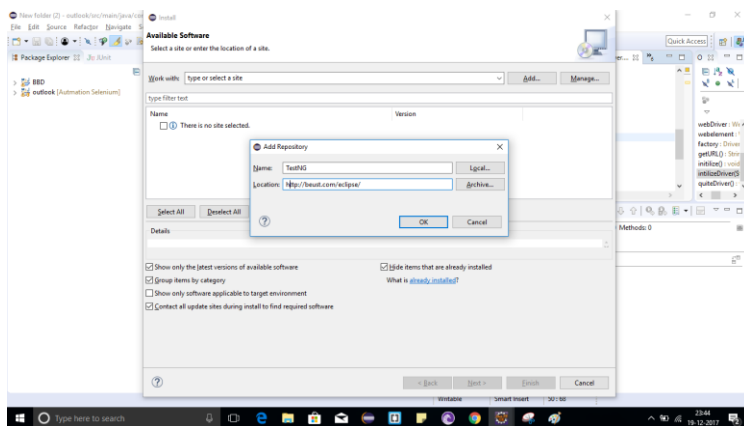 New folder (2) - outlook/src/main/java/co
File Edit Source Refactor Navigate S
Quick Access
Package Explorer
Ju JUnit
BBD
outlook [Autmation Selenium]
Install
Available Software
Select a site or enter the location of a site.
Work with: type or select a site
Add...
Manage...
type filter text
Name Version
There is no site selected.
Add Repository
Name: TestNG Local...
Location: http://beust.com/eclipse/ Archive...
OK Cancel
Select All Deselect All
Details
Show only the latest versions of available software
Hide items that are already installed
Group items by category
What is already installed?
Show only software applicable to target environment
Contact all update sites during install to find required software
< Back Next > Finish Cancel
webDriver : We
webelement :
factory : Driver
getURL() : Strin
initilize() : void
intilizeDriver(S
quiteDriver() :
Methods 0
Writable Smart Insert 50 : 68
Type here to search
23:44
19-12-2017